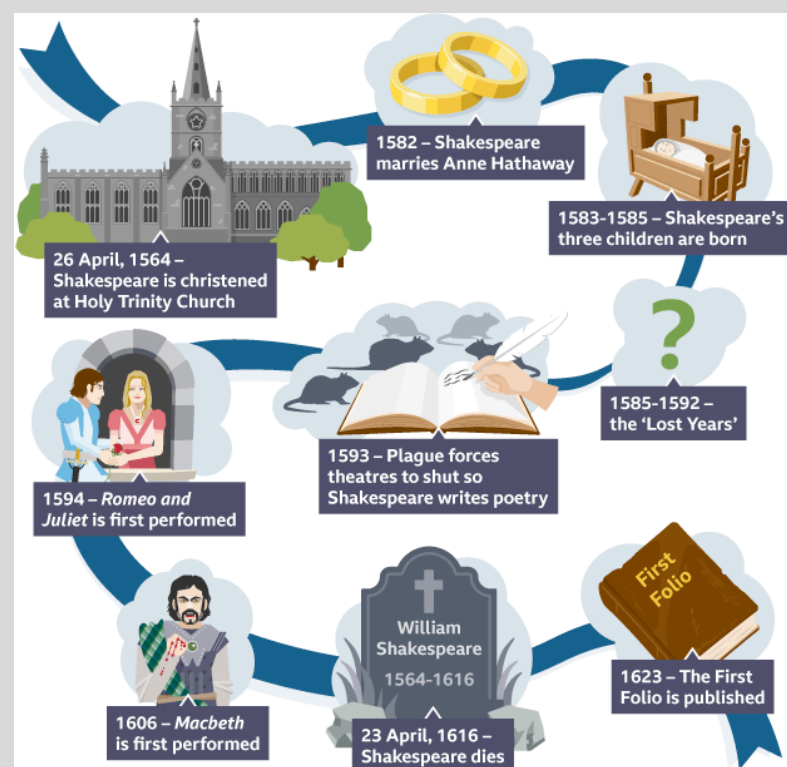 26 April, 1564 –
Shakespeare is christened
at Holy Trinity Church
1582 – Shakespeare
marries Anne Hathaway
1583-1585 – Shakespeare's
three children are born
1585-1592 –
the 'Lost Years'
1593 – Plague forces
theatres to shut so
Shakespeare writes poetry
1594 – Romeo and
Juliet is first performed
1606 – Macbeth
is first performed
William
Shakespeare
1564-1616
23 April, 1616 –
Shakespeare dies
First
Folio
1623 – The First
Folio is published